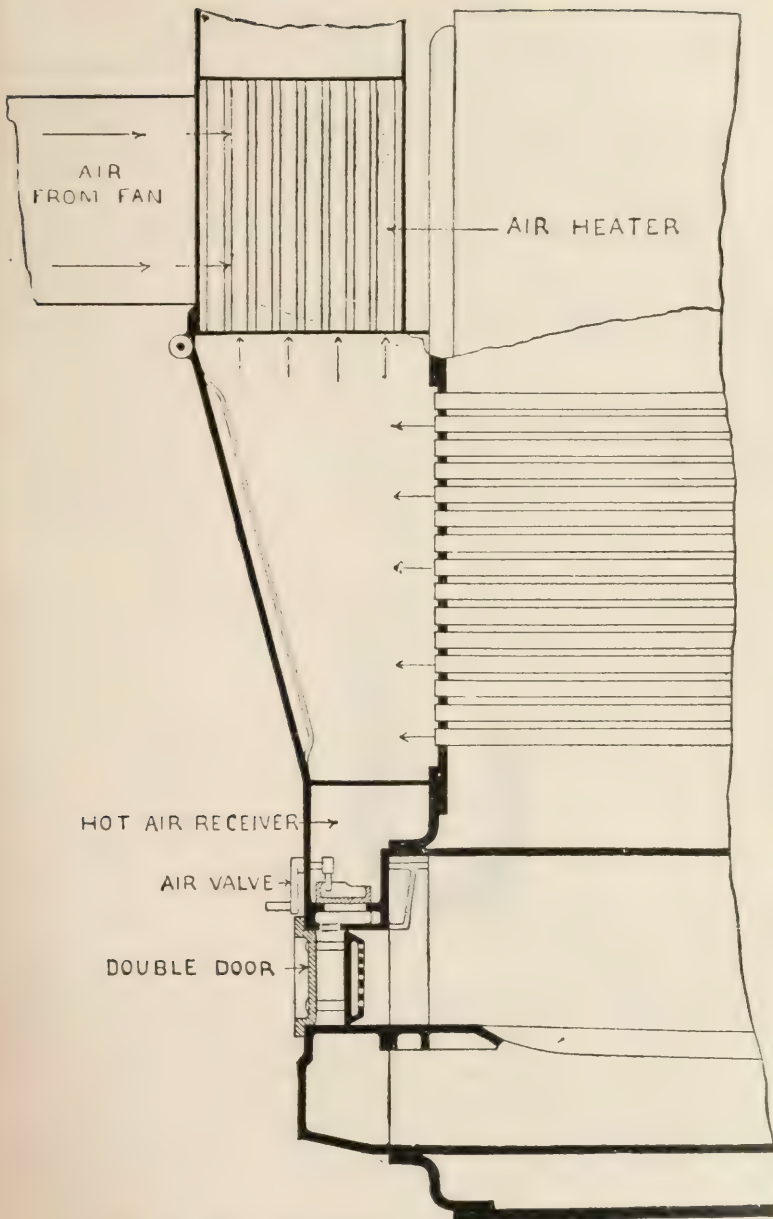 AIR
FROM FAN
AIR HEATER
HOT AIR RECEIVER
AIR VALVE
DOUBLE DOOR